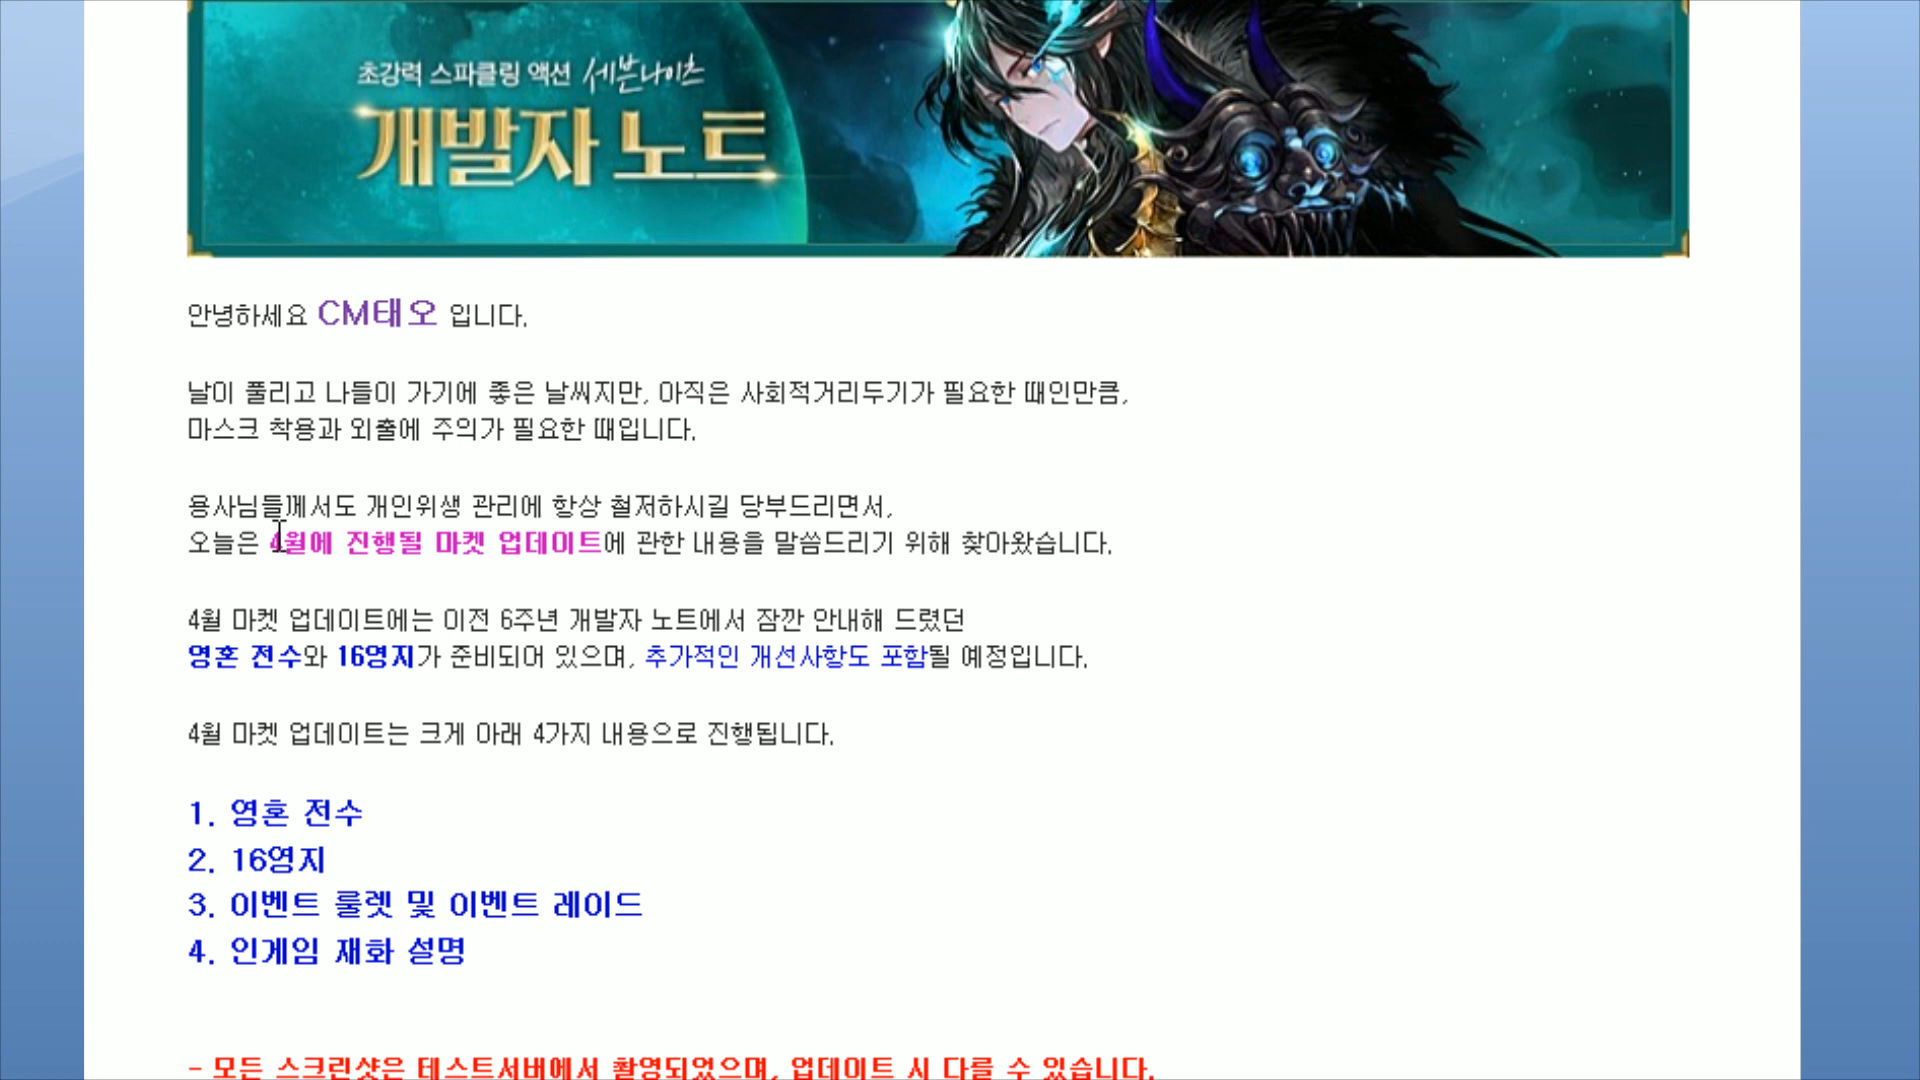 초강력 스파클링 액션 세븐나이츠
개발자 노트
안녕하세요 CM태오 입니다.
날이 풀리고 나들이 가기에 좋은 날씨지만, 아직은 사회적거리두기가 필요한 때인만큼,
마스크 착용과 외출에 주의가 필요한 때입니다.
용사님들께서도 개인위생 관리에 항상 철저하시길 당부드리면서,
오늘은 4월에 진행될 마켓 업데이트에 관한 내용을 말씀드리기 위해 찾아왔습니다.
4월 마켓 업데이트에는 이전 6주년 개발자 노트에서 잠깐 안내해 드렸던
영혼 전수와 16영지가 준비되어 있으며, 추가적인 개선사항도 포함될 예정입니다.
4월 마켓 업데이트는 크게 아래 4가지 내용으로 진행됩니다.
1. 영혼 전수
2. 16영지
3. 이벤트 룰렛 및 이벤트 레이드
4. 인게임 재화 설명
- 모든 스크린샷은 테스트서버에서 촬영되었으며, 업데이트 시 다를 수 있습니다.